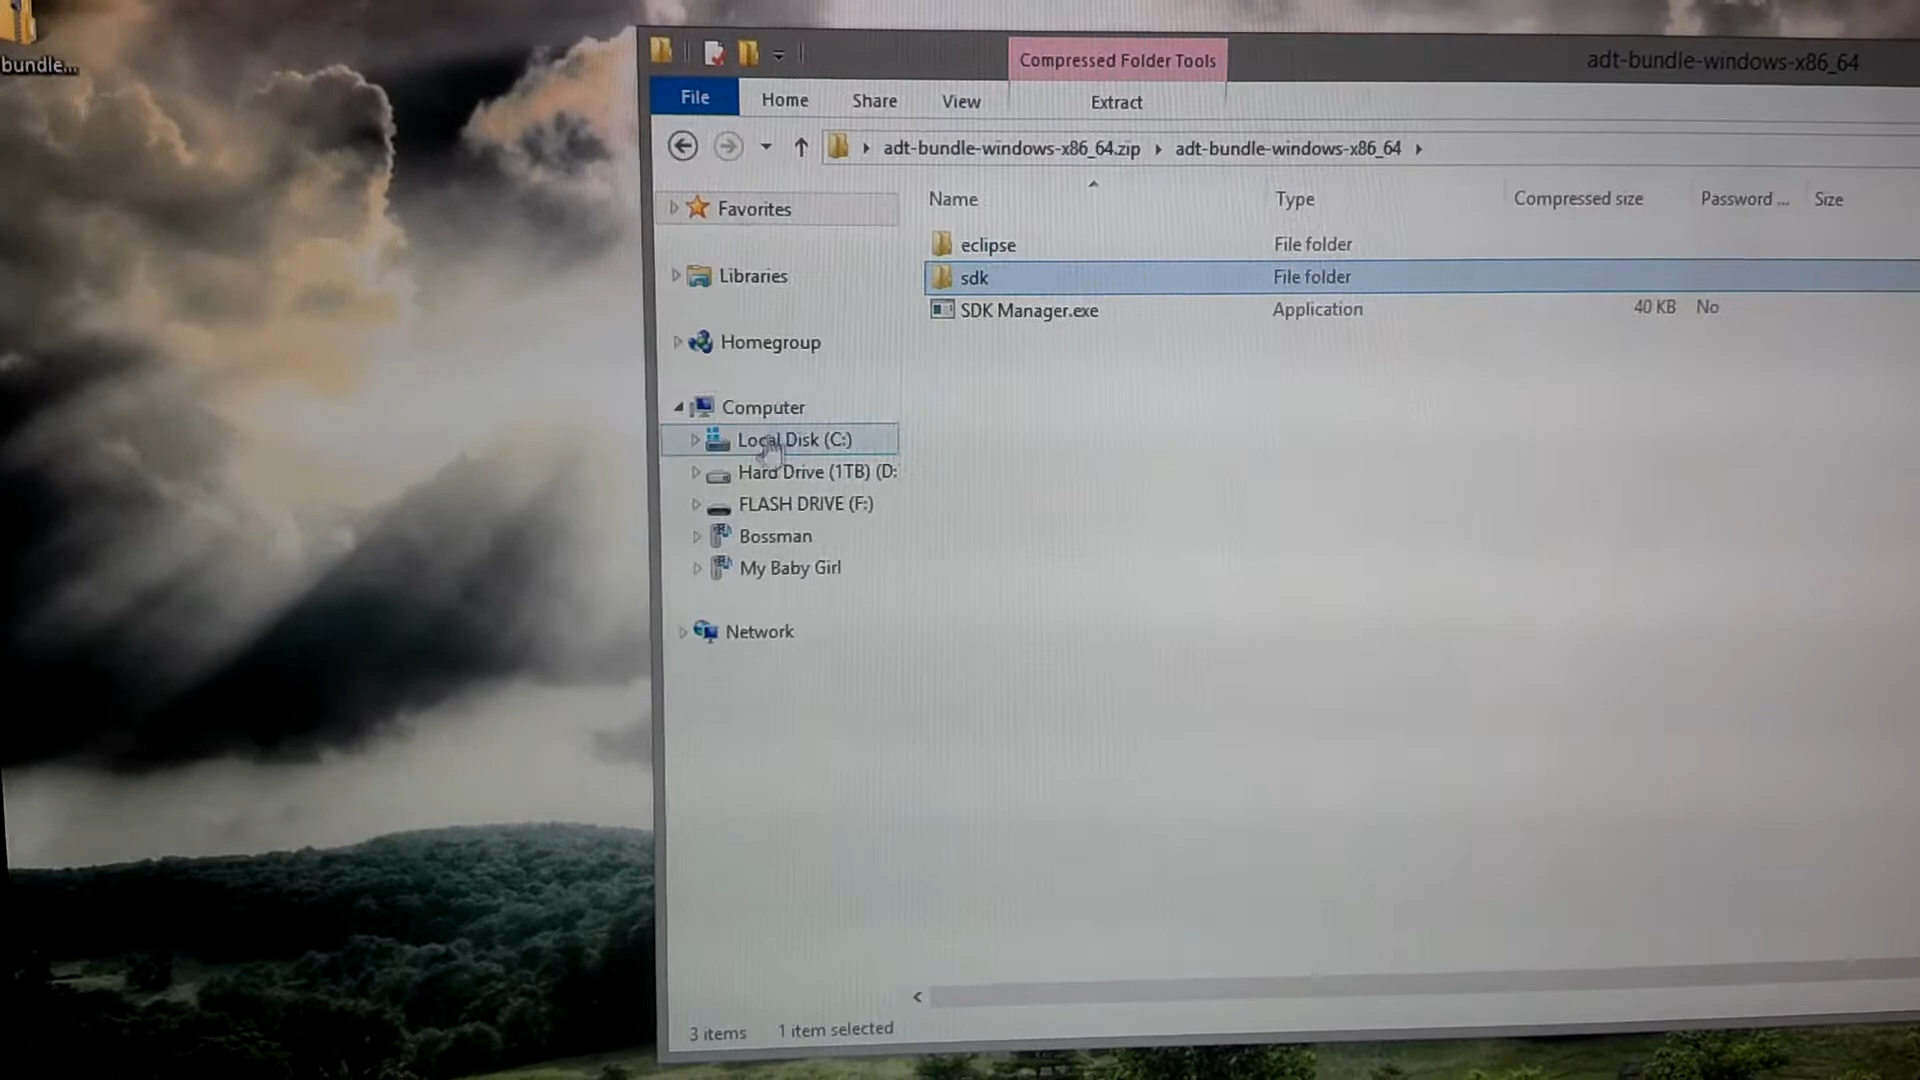 bundle...
Compressed Folder Tools
adt-bundle-windows-x86_64
File Home Share View Extract
adt-bundle-windows-x86_64.zip adt-bundle-windows-x86_64
Name Type Compressed size Password ... Size
Favorites
Libraries
Homegroup
Computer
Local Disk (C:)
Hard Drive (1TB) (D:
FLASH DRIVE (F:)
Bossman
My Baby Girl
Network
eclipse File folder
sdk File folder
SDK Manager.exe Application 40 KB No
3 items 1 item selected